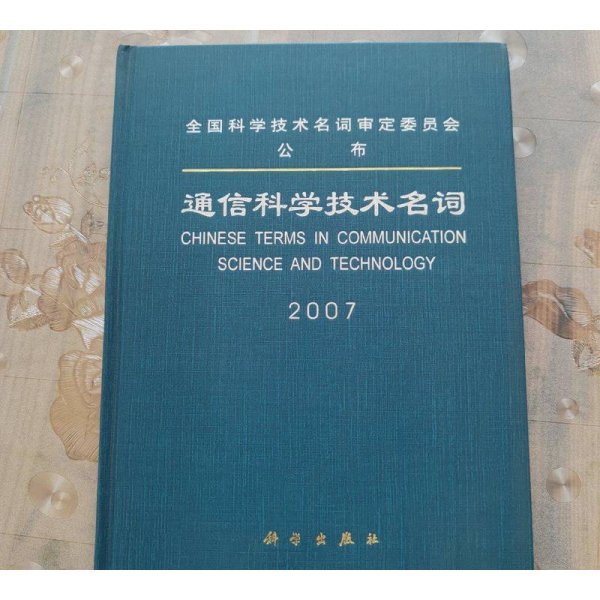 全国科学技术名词审定委员会
公 布
通信科学技术名词
CHINESE TERMS IN COMMUNICATION
SCIENCE AND TECHNOLOGY
2007
科学出版社